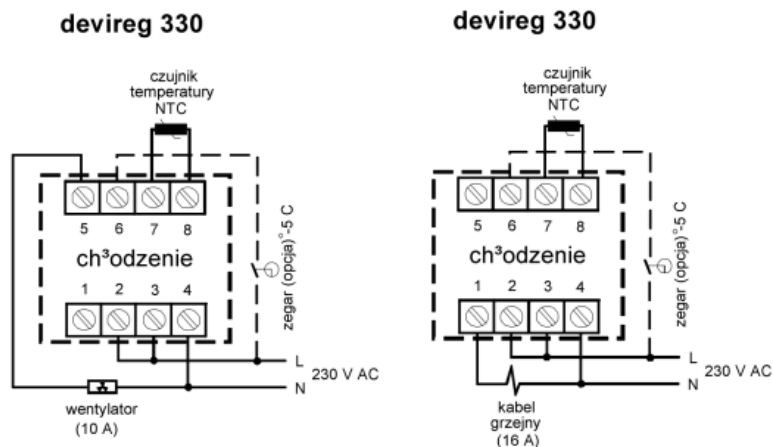 devireg 330
czujnik
temperatury
NTC
5 6 7 8
ch³odzenie
1 2 3 4
zegar (opcja)°-5 C
L
230 V AC
N
wentylator
(10 A)
devireg 330
czujnik
temperatury
NTC
5 6 7 8
ch³odzenie
1 2 3 4
zegar (opcja)°-5 C
L
230 V AC
N
kabel
grzejny
(16 A)